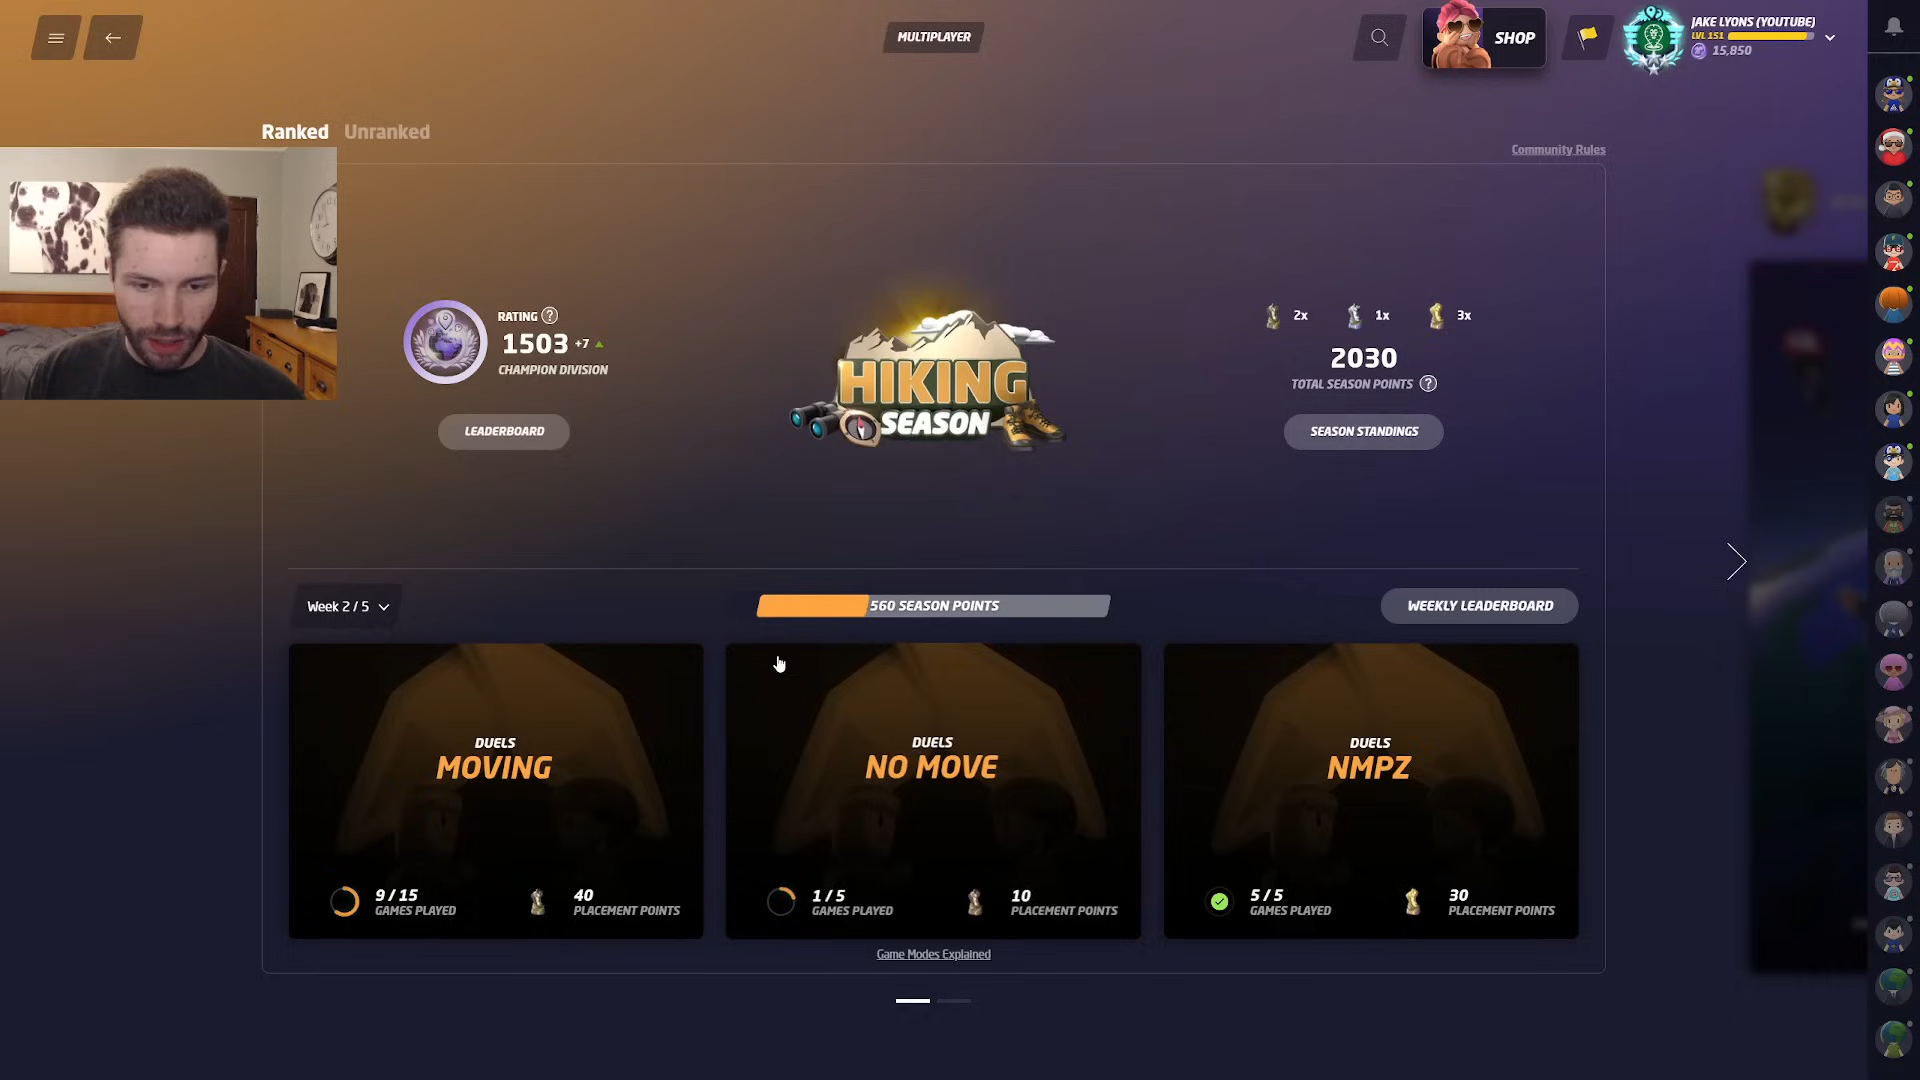 MULTIPLAYER
SHOP
JAKE LYONS (YOUTUBE)
LVL 151
15,850
Ranked Unranked
Community Rules
RATING ?
1503 +7
CHAMPION DIVISION
LEADERBOARD
HIKING
SEASON
2x 1x 3x
2030
TOTAL SEASON POINTS ?
SEASON STANDINGS
Week 2 / 5
560 SEASON POINTS
WEEKLY LEADERBOARD
DUELS
MOVING
9 / 15
GAMES PLAYED
40
PLACEMENT POINTS
DUELS
NO MOVE
1 / 5
GAMES PLAYED
10
PLACEMENT POINTS
DUELS
NMPZ
5 / 5
GAMES PLAYED
30
PLACEMENT POINTS
Game Modes Explained